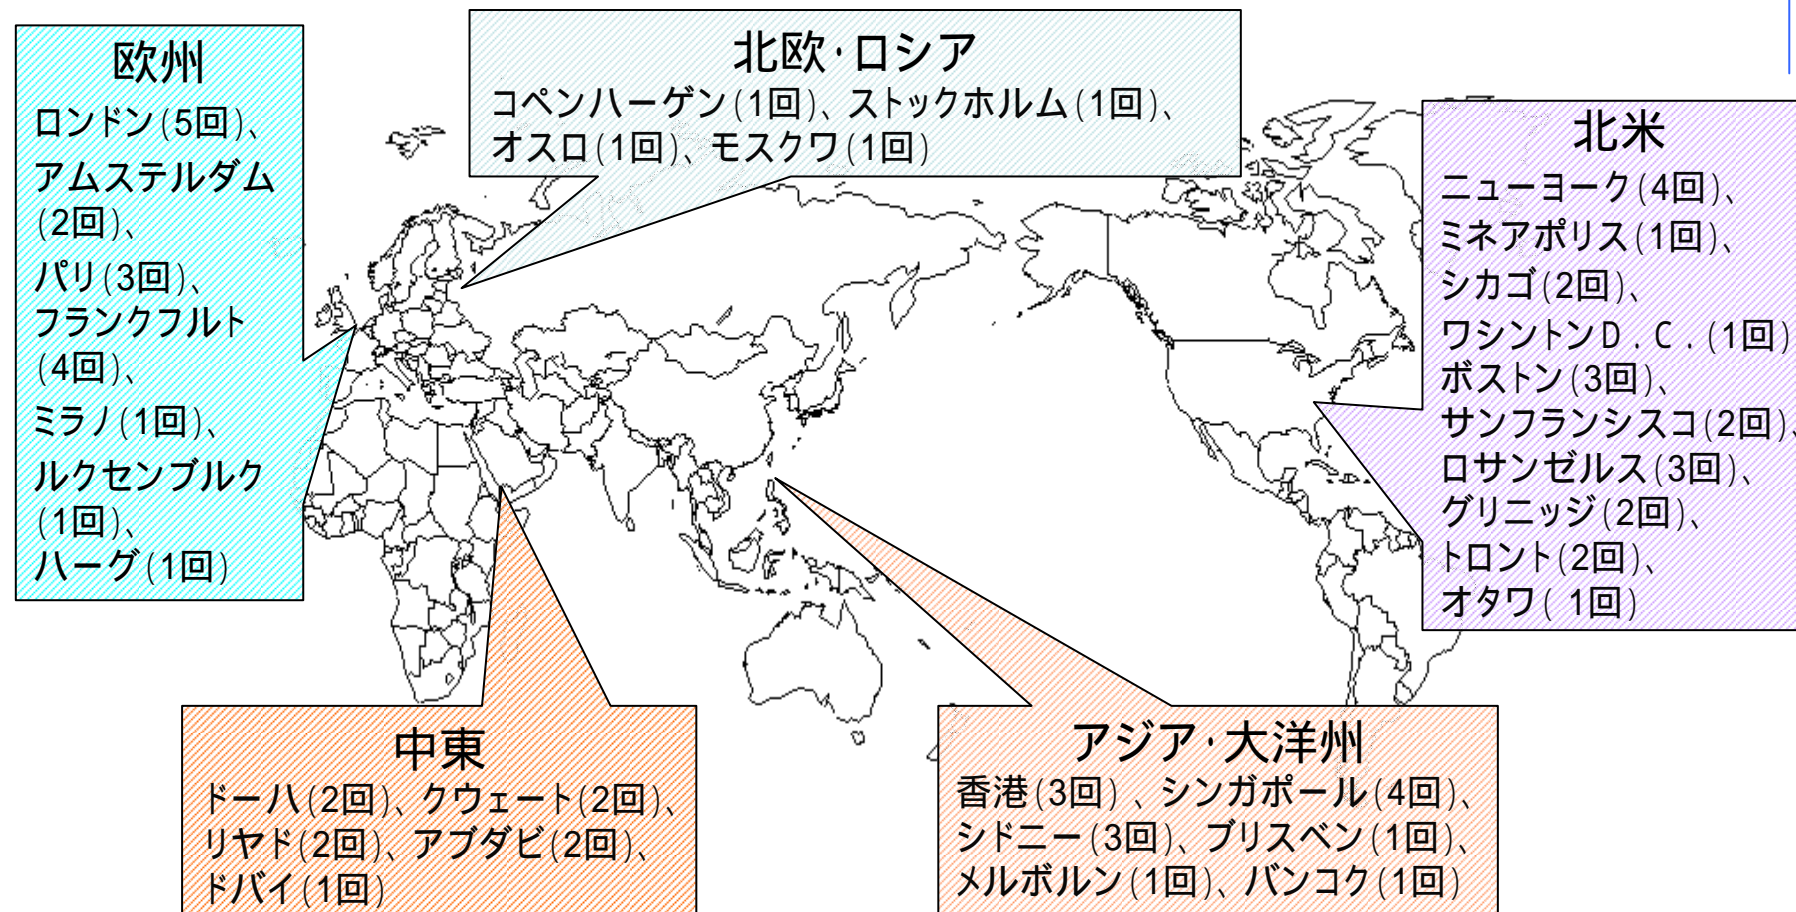 欧州
ロンドン(5回)、
アムステルダム
(2回)、
パリ(3回)、
フランクフルト
(4回)、
ミラノ(1回)、
ルクセンブルク
(1回)、
ハーグ(1回)
北欧・ロシア
コペンハーゲン(1回)、ストックホルム(1回)、
オスロ(1回)、モスクワ(1回)
北米
ニューヨーク(4回)、
ミネアポリス(1回)、
シカゴ(2回)、
ワシントンD.C.(1回)
ボストン(3回)、
サンフランシスコ(2回)、
ロサンゼルス(3回)、
グリニッジ(2回)、
トロント(2回)、
オタワ( 1回)
中東
ドーハ(2回)、クウェート(2回)、
リヤド(2回)、アブダビ(2回)、
ドバイ(1回)
アジア・大洋州
香港(3回) 、シンガポール(4回)、
シドニー(3回)、ブリスベン(1回)、
メルボルン(1回)、バンコク(1回)